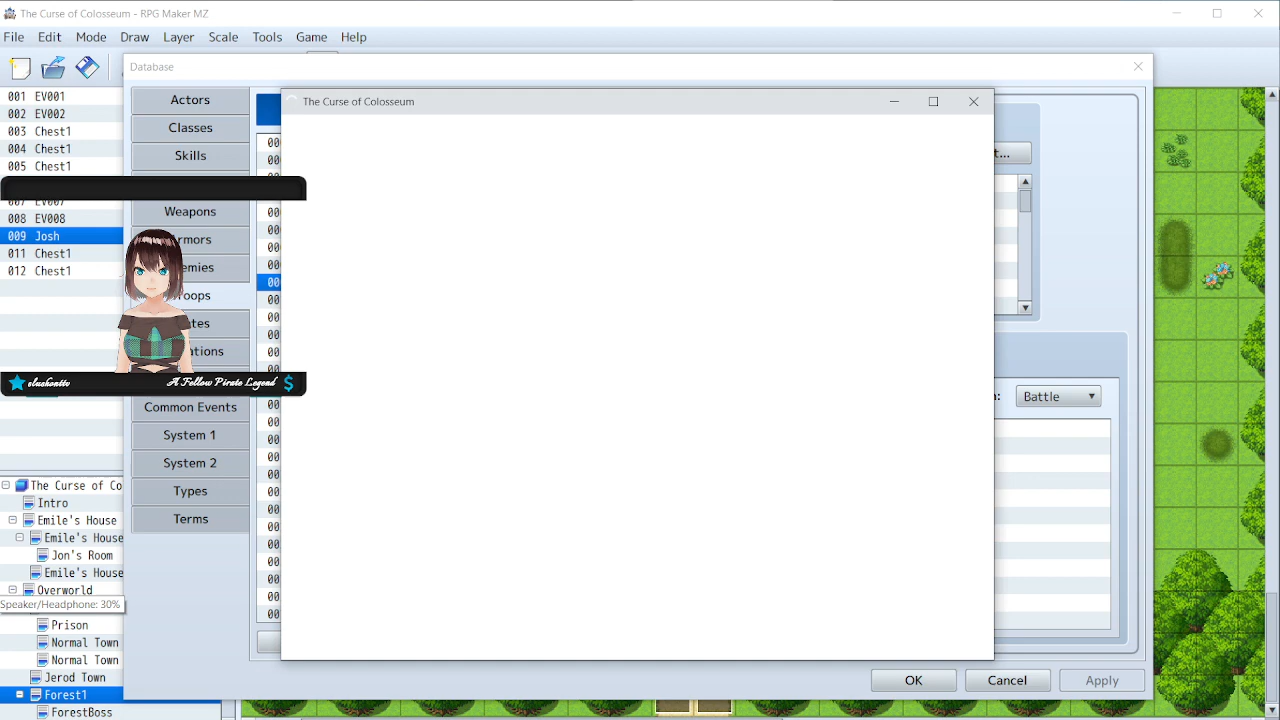 The Curse of Colosseum - RPG Maker MZ
File Edit Mode Draw Layer Scale Tools Game Help
Database
001 EV001
002 EV002
003 Chest1
004 Chest1
005 Chest1
007 EV007
008 EV008
009 Josh
011 Chest1
012 Chest1
Actors
Classes
Skills
Weapons
Common Events
System 1
System 2
Types
Terms
The Curse of Colosseum
t...
Battle
A Fellow Pirate Legend $
The Curse of Co
Intro
Emile's House
Emile's House
Jon's Room
Emile's House
Overworld
Speaker/Headphone: 30%
Prison
Normal Town
Normal Town
Jerod Town
Forest1
ForestBoss
OK Cancel Apply